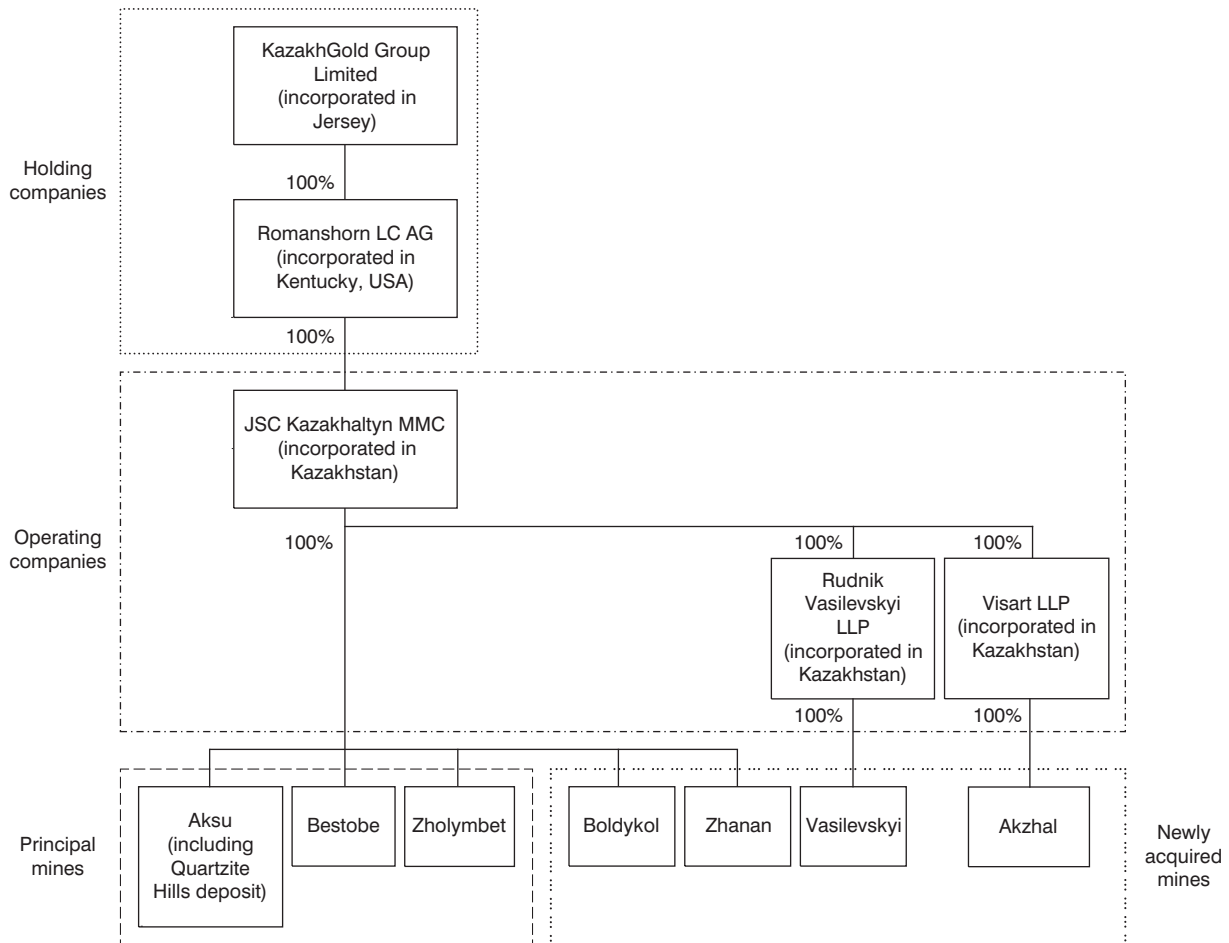 KazakhGold Group
Limited
(incorporated in
Jersey)
Holding
companies
100%
Romanshorn LC AG
(incorporated in
Kentucky, USA)
100%
JSC Kazakhaltyn MMC
(incorporated in
Kazakhstan)
Operating
companies
100%
100%
100%
Rudnik
Vasilevskyi
LLP
(incorporated in
Kazakhstan)
Visart LLP
(incorporated in
Kazakhstan)
100%
100%
Principal
mines
Aksu
(including
Quartzite
Hills deposit)
Bestobe
Zholymbet
Boldykol
Zhanan
Vasilevskyi
Akzhal
Newly
acquired
mines